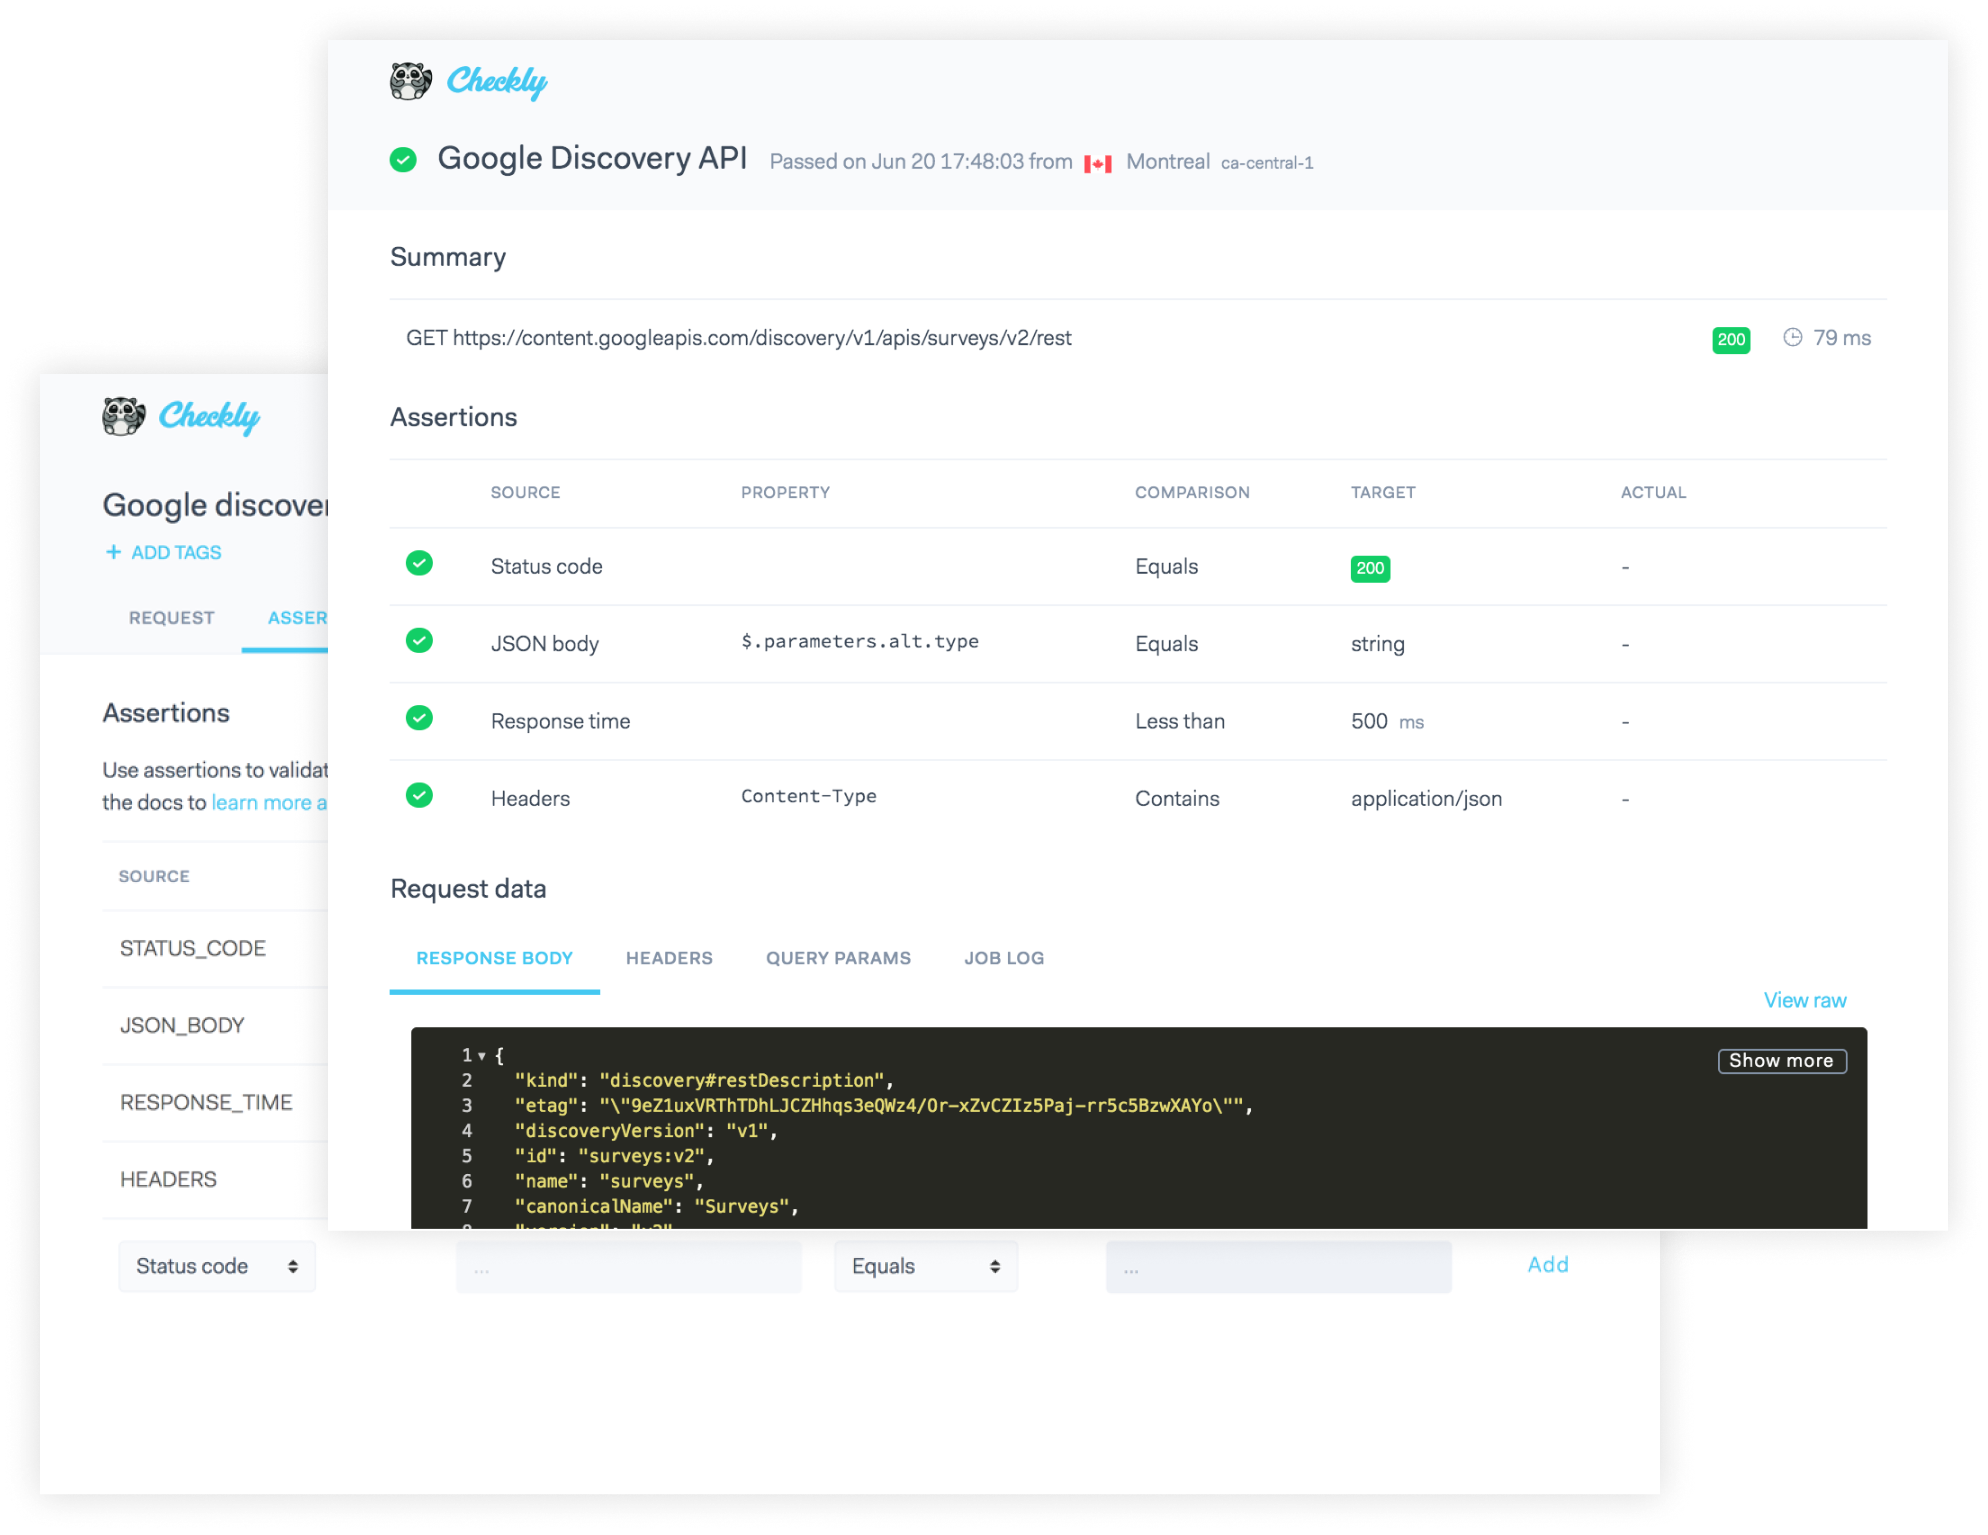 Checkly
Google Discovery API Passed on Jun 20 17:48:03 from Montreal ca-central-1
Summary
GET https://content.googleapis.com/discovery/v1/apis/surveys/v2/rest 200 79 ms
Assertions
SOURCE PROPERTY COMPARISON TARGET ACTUAL
Status code Equals 200 -
JSON body $.parameters.alt.type Equals string -
Response time Less than 500 ms -
Headers Content-Type Contains application/json -
Request data
RESPONSE BODY HEADERS QUERY PARAMS JOB LOG
View raw
Show more
1 {
2 "kind": "discovery#restDescription",
3 "etag": "\"9eZ1uxVRThTDhLJCZHhqs3eQWz4/Or-xZvCZIz5Paj-rr5c5BzwXAYo\"",
4 "discoveryVersion": "v1",
5 "id": "surveys:v2",
6 "name": "surveys",
7 "canonicalName": "Surveys",
Checkly
Google discover
+ ADD TAGS
REQUEST ASSER
Assertions
Use assertions to validat
the docs to learn more a
SOURCE
STATUS_CODE
JSON_BODY
RESPONSE_TIME
HEADERS
Status code ... Equals ... Add